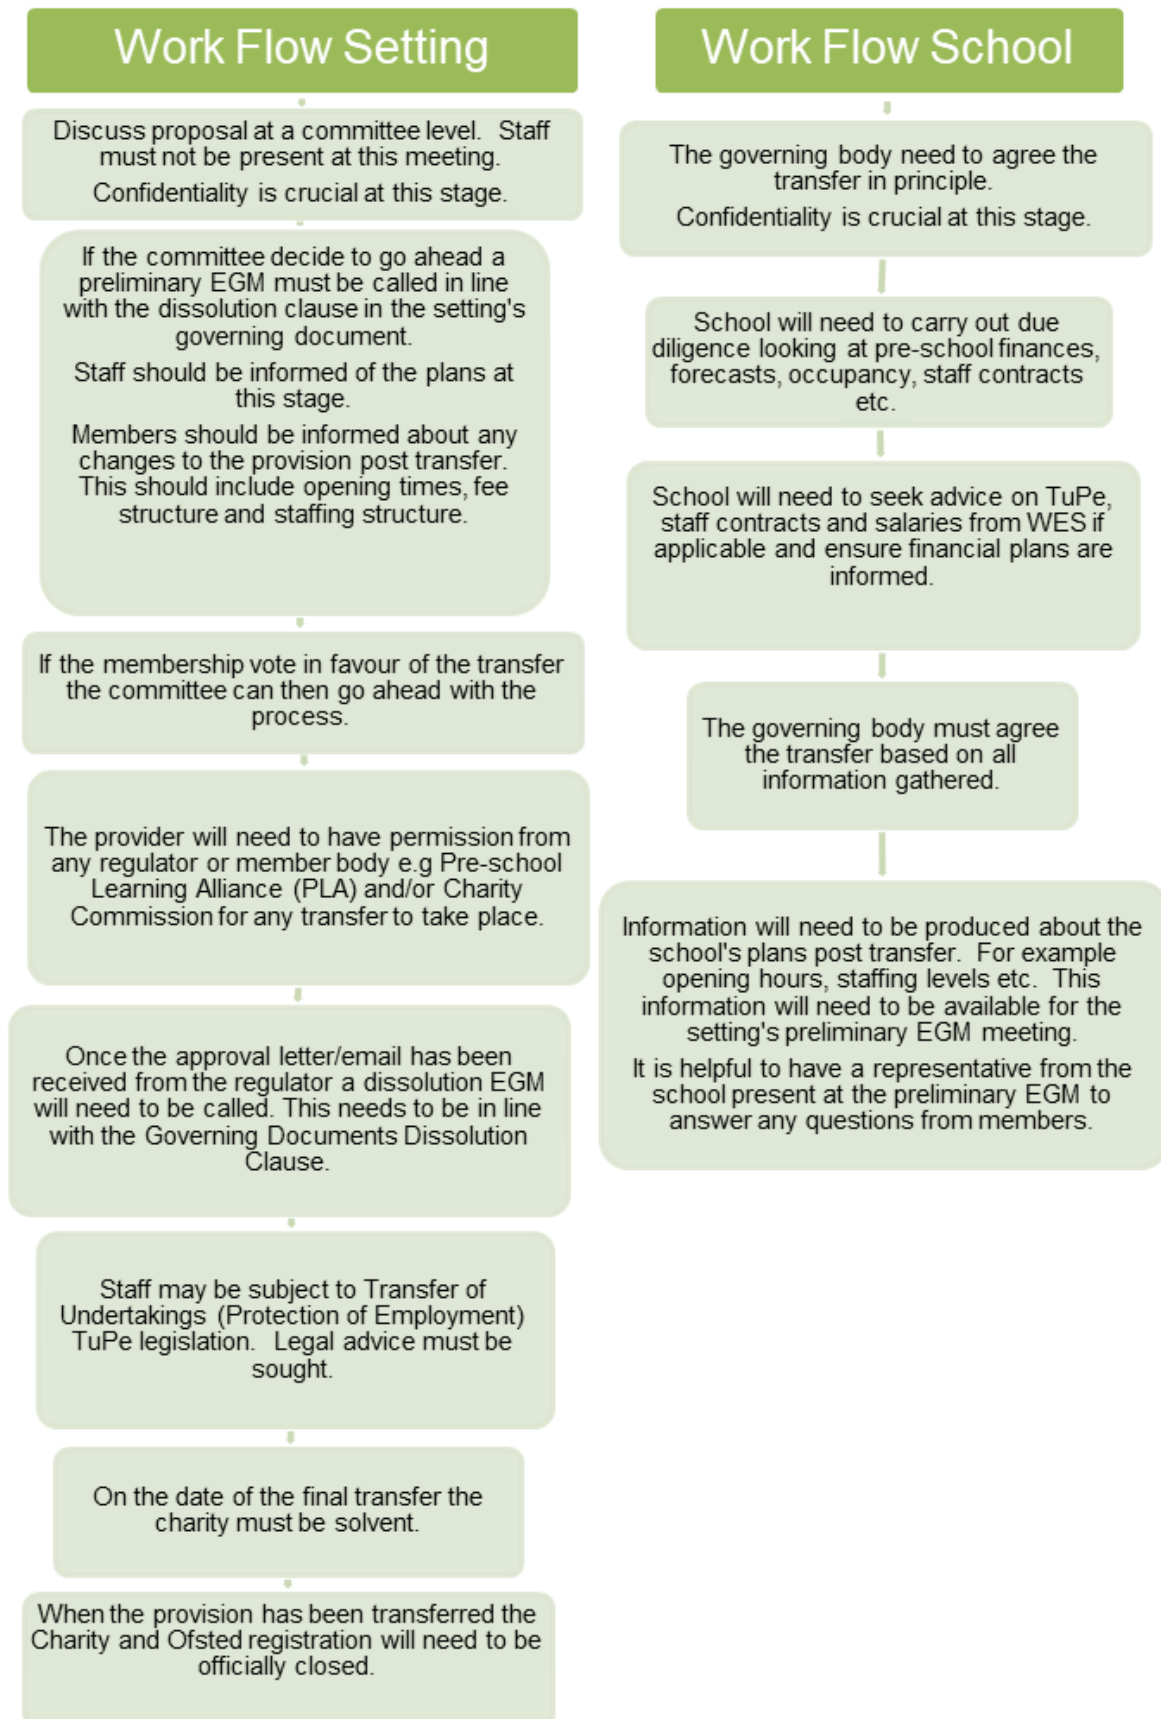 Work Flow Setting
Discuss proposal at a committee level. Staff
must not be present at this meeting.
Confidentiality is crucial at this stage.
If the committee decide to go ahead a
preliminary EGM must be called in line
with the dissolution clause in the setting's
governing document.
Staff should be informed of the plans at
this stage.
Members should be informed about any
changes to the provision post transfer.
This should include opening times, fee
structure and staffing structure.
If the membership vote in favour of the transfer
the committee can then go ahead with the
process.
The provider will need to have permission from
any regulator or member body e.g Pre-school
Learning Alliance (PLA) and/or Charity
Commission for any transfer to take place.
Once the approval letter/email has been
received from the regulator a dissolution EGM
will need to be called. This needs to be in line
with the Governing Documents Dissolution
Clause.
Staff may be subject to Transfer of
Undertakings (Protection of Employment)
TuPe legislation. Legal advice must be
sought.
On the date of the final transfer the
charity must be solvent.
When the provision has been transferred the
Charity and Ofsted registration will need to be
officially closed.
Work Flow School
The governing body need to agree the
transfer in principle.
Confidentiality is crucial at this stage.
School will need to carry out due
diligence looking at pre-school finances,
forecasts, occupancy, staff contracts
etc.
School will need to seek advice on TuPe,
staff contracts and salaries from WES if
applicable and ensure financial plans are
informed.
The governing body must agree
the transfer based on all
information gathered.
Information will need to be produced about the
school's plans post transfer. For example
opening hours, staffing levels etc. This
information will need to be available for the
setting's preliminary EGM meeting.
It is helpful to have a representative from the
school present at the preliminary EGM to
answer any questions from members.